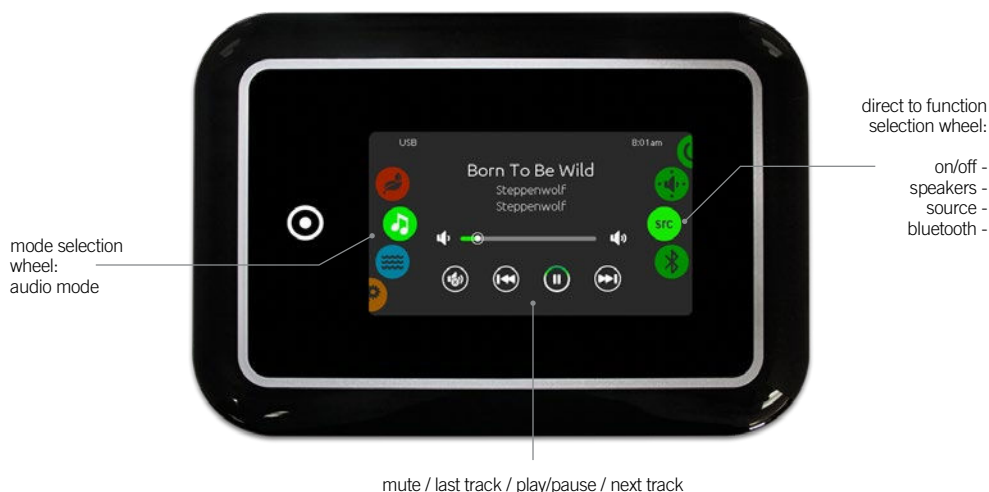 USB
8:01am
Born To Be Wild
Steppenwolf
Steppenwolf
src
mode selection
wheel:
audio mode
direct to function
selection wheel:
on/off -
speakers -
source -
bluetooth -
mute / last track / play/pause / next track